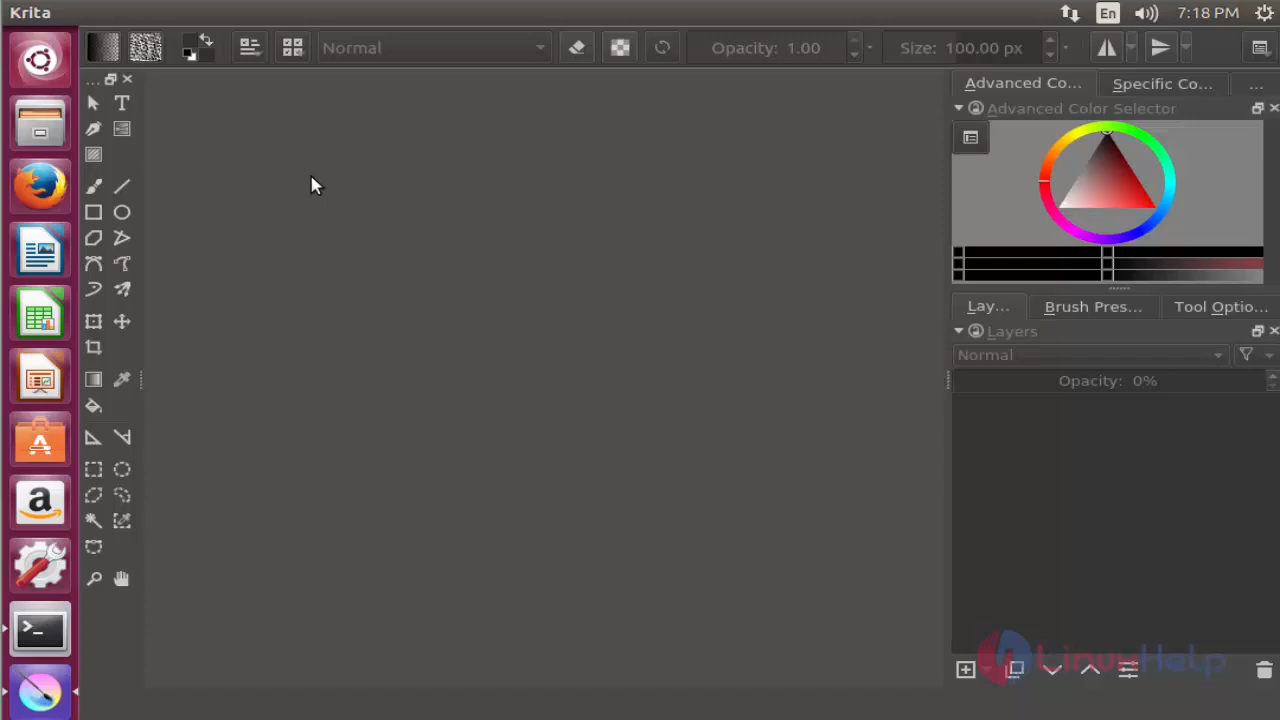 Krita
En
7:18 PM
Normal
Opacity: 1.00
Size: 100.00 px
Advanced Co...
Specific Co...
...
Advanced Color Selector
Lay...
Brush Pres...
Tool Optio...
Layers
Normal
Opacity: 0%
LinuxHelp